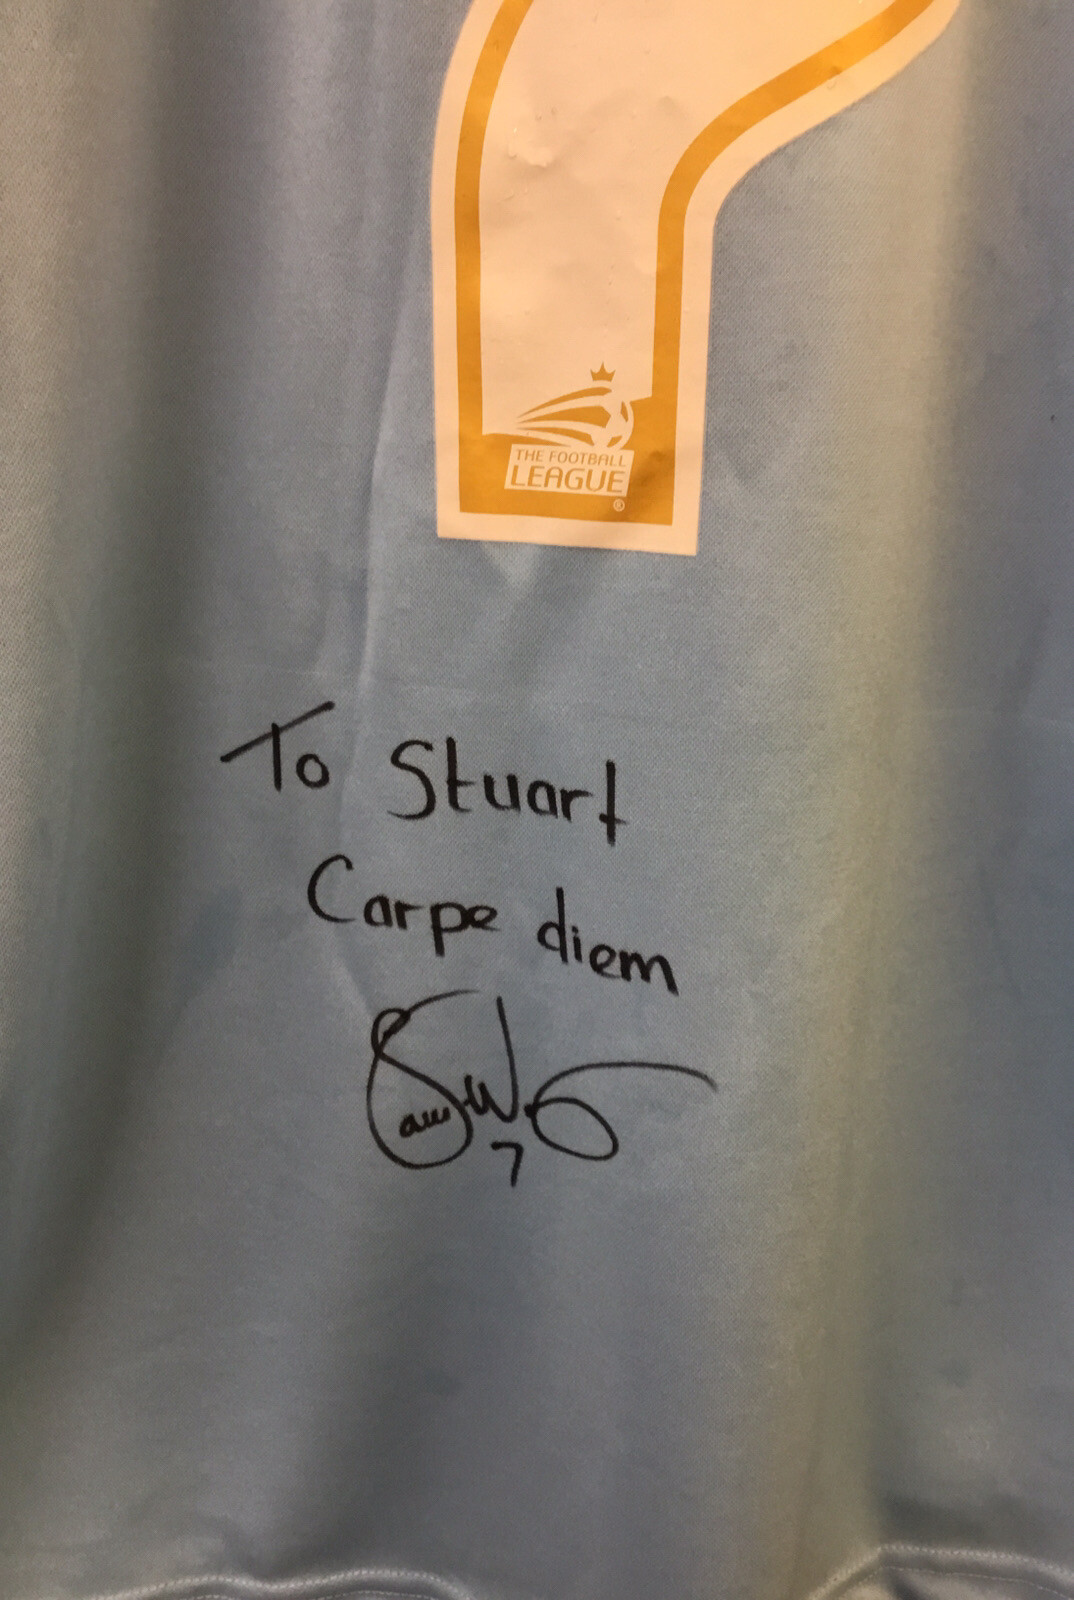 THE FOOTBALL
LEAGUE
®
To Stuart
Carpe diem
7